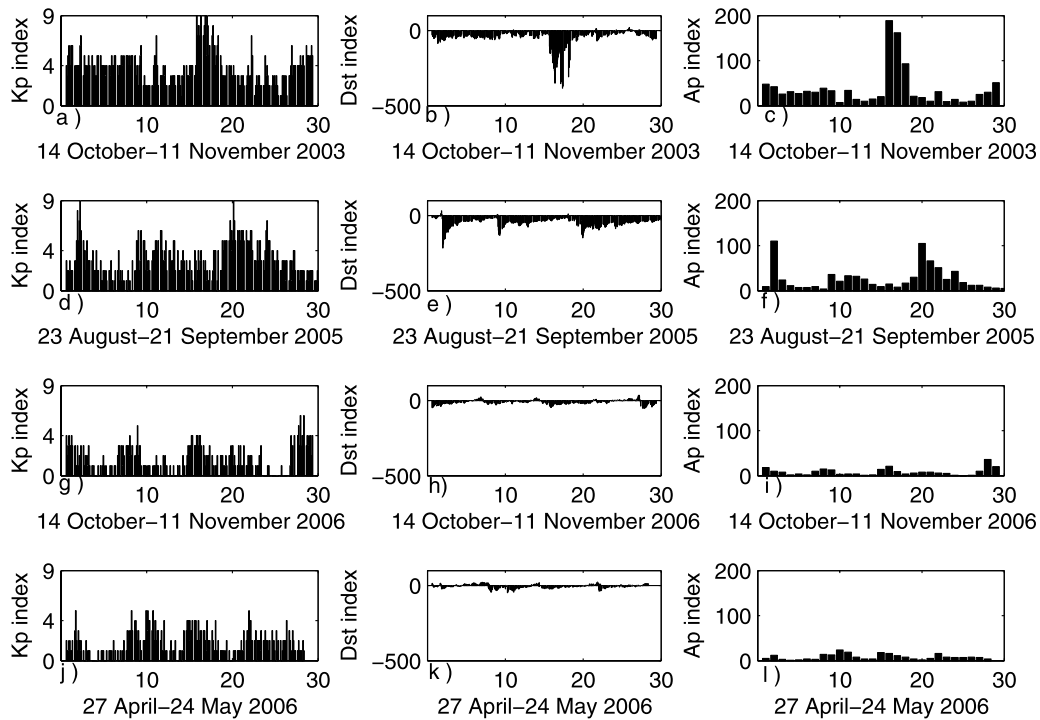 9
4
0
Kp index
a)
10 20 30
14 October−11 November 2003
0
−500
Dst index
b)
10 20 30
14 October−11 November 2003
200
100
0
Ap index
c)
10 20 30
14 October−11 November 2003
9
4
0
Kp index
d)
10 20 30
23 August−21 September 2005
0
−500
Dst index
e)
10 20 30
23 August−21 September 2005
200
100
0
Ap index
f)
10 20 30
23 August−21 September 2005
9
4
0
Kp index
g)
10 20 30
14 October−11 November 2006
0
−500
Dst index
h)
10 20 30
14 October−11 November 2006
200
100
0
Ap index
i)
10 20 30
14 October−11 November 2006
9
4
0
Kp index
j)
10 20 30
27 April−24 May 2006
0
−500
Dst index
k)
10 20 30
27 April−24 May 2006
200
100
0
Ap index
l)
10 20 30
27 April−24 May 2006